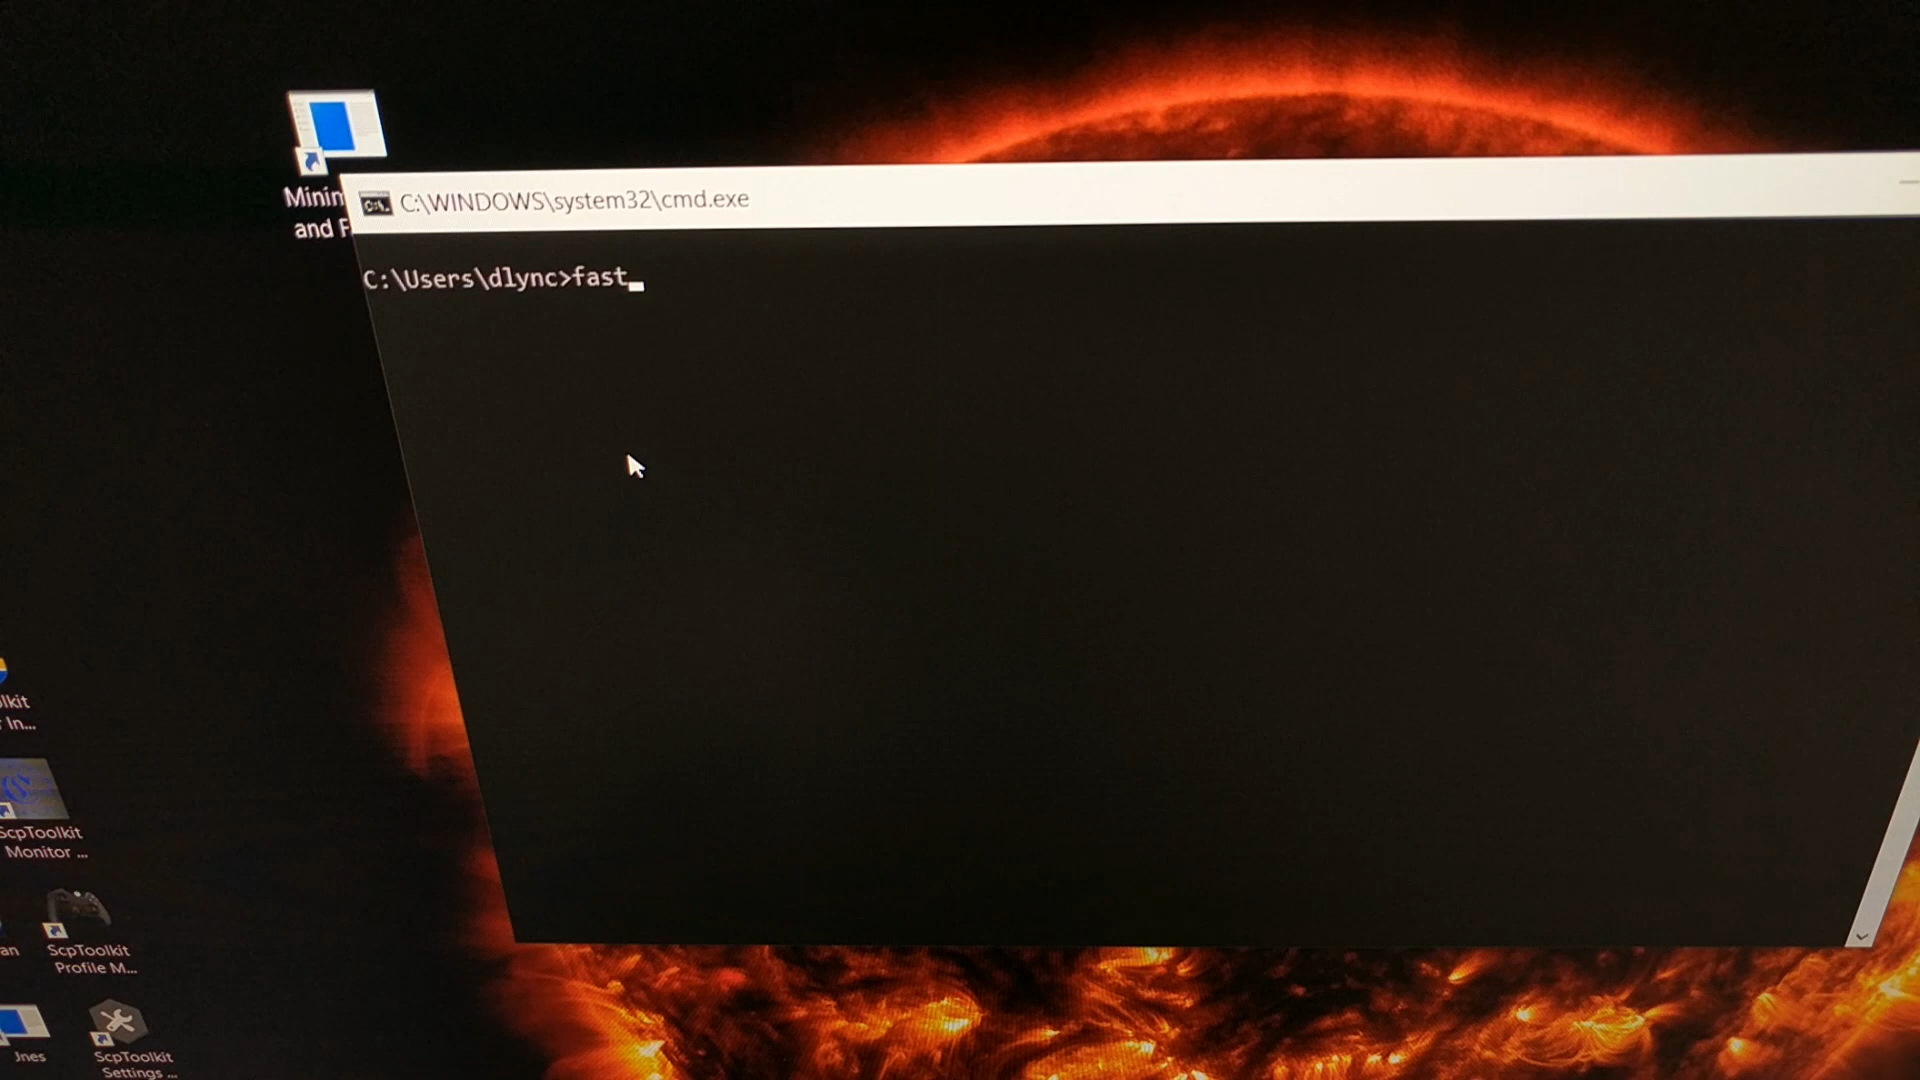 Minin
and F
C:\WINDOWS\system32\cmd.exe
C:\Users\dlync>fast
lkit
r In...
ScpToolkit
Monitor ...
an
ScpToolkit
Profile M...
Jnes
ScpToolkit
Settings ...